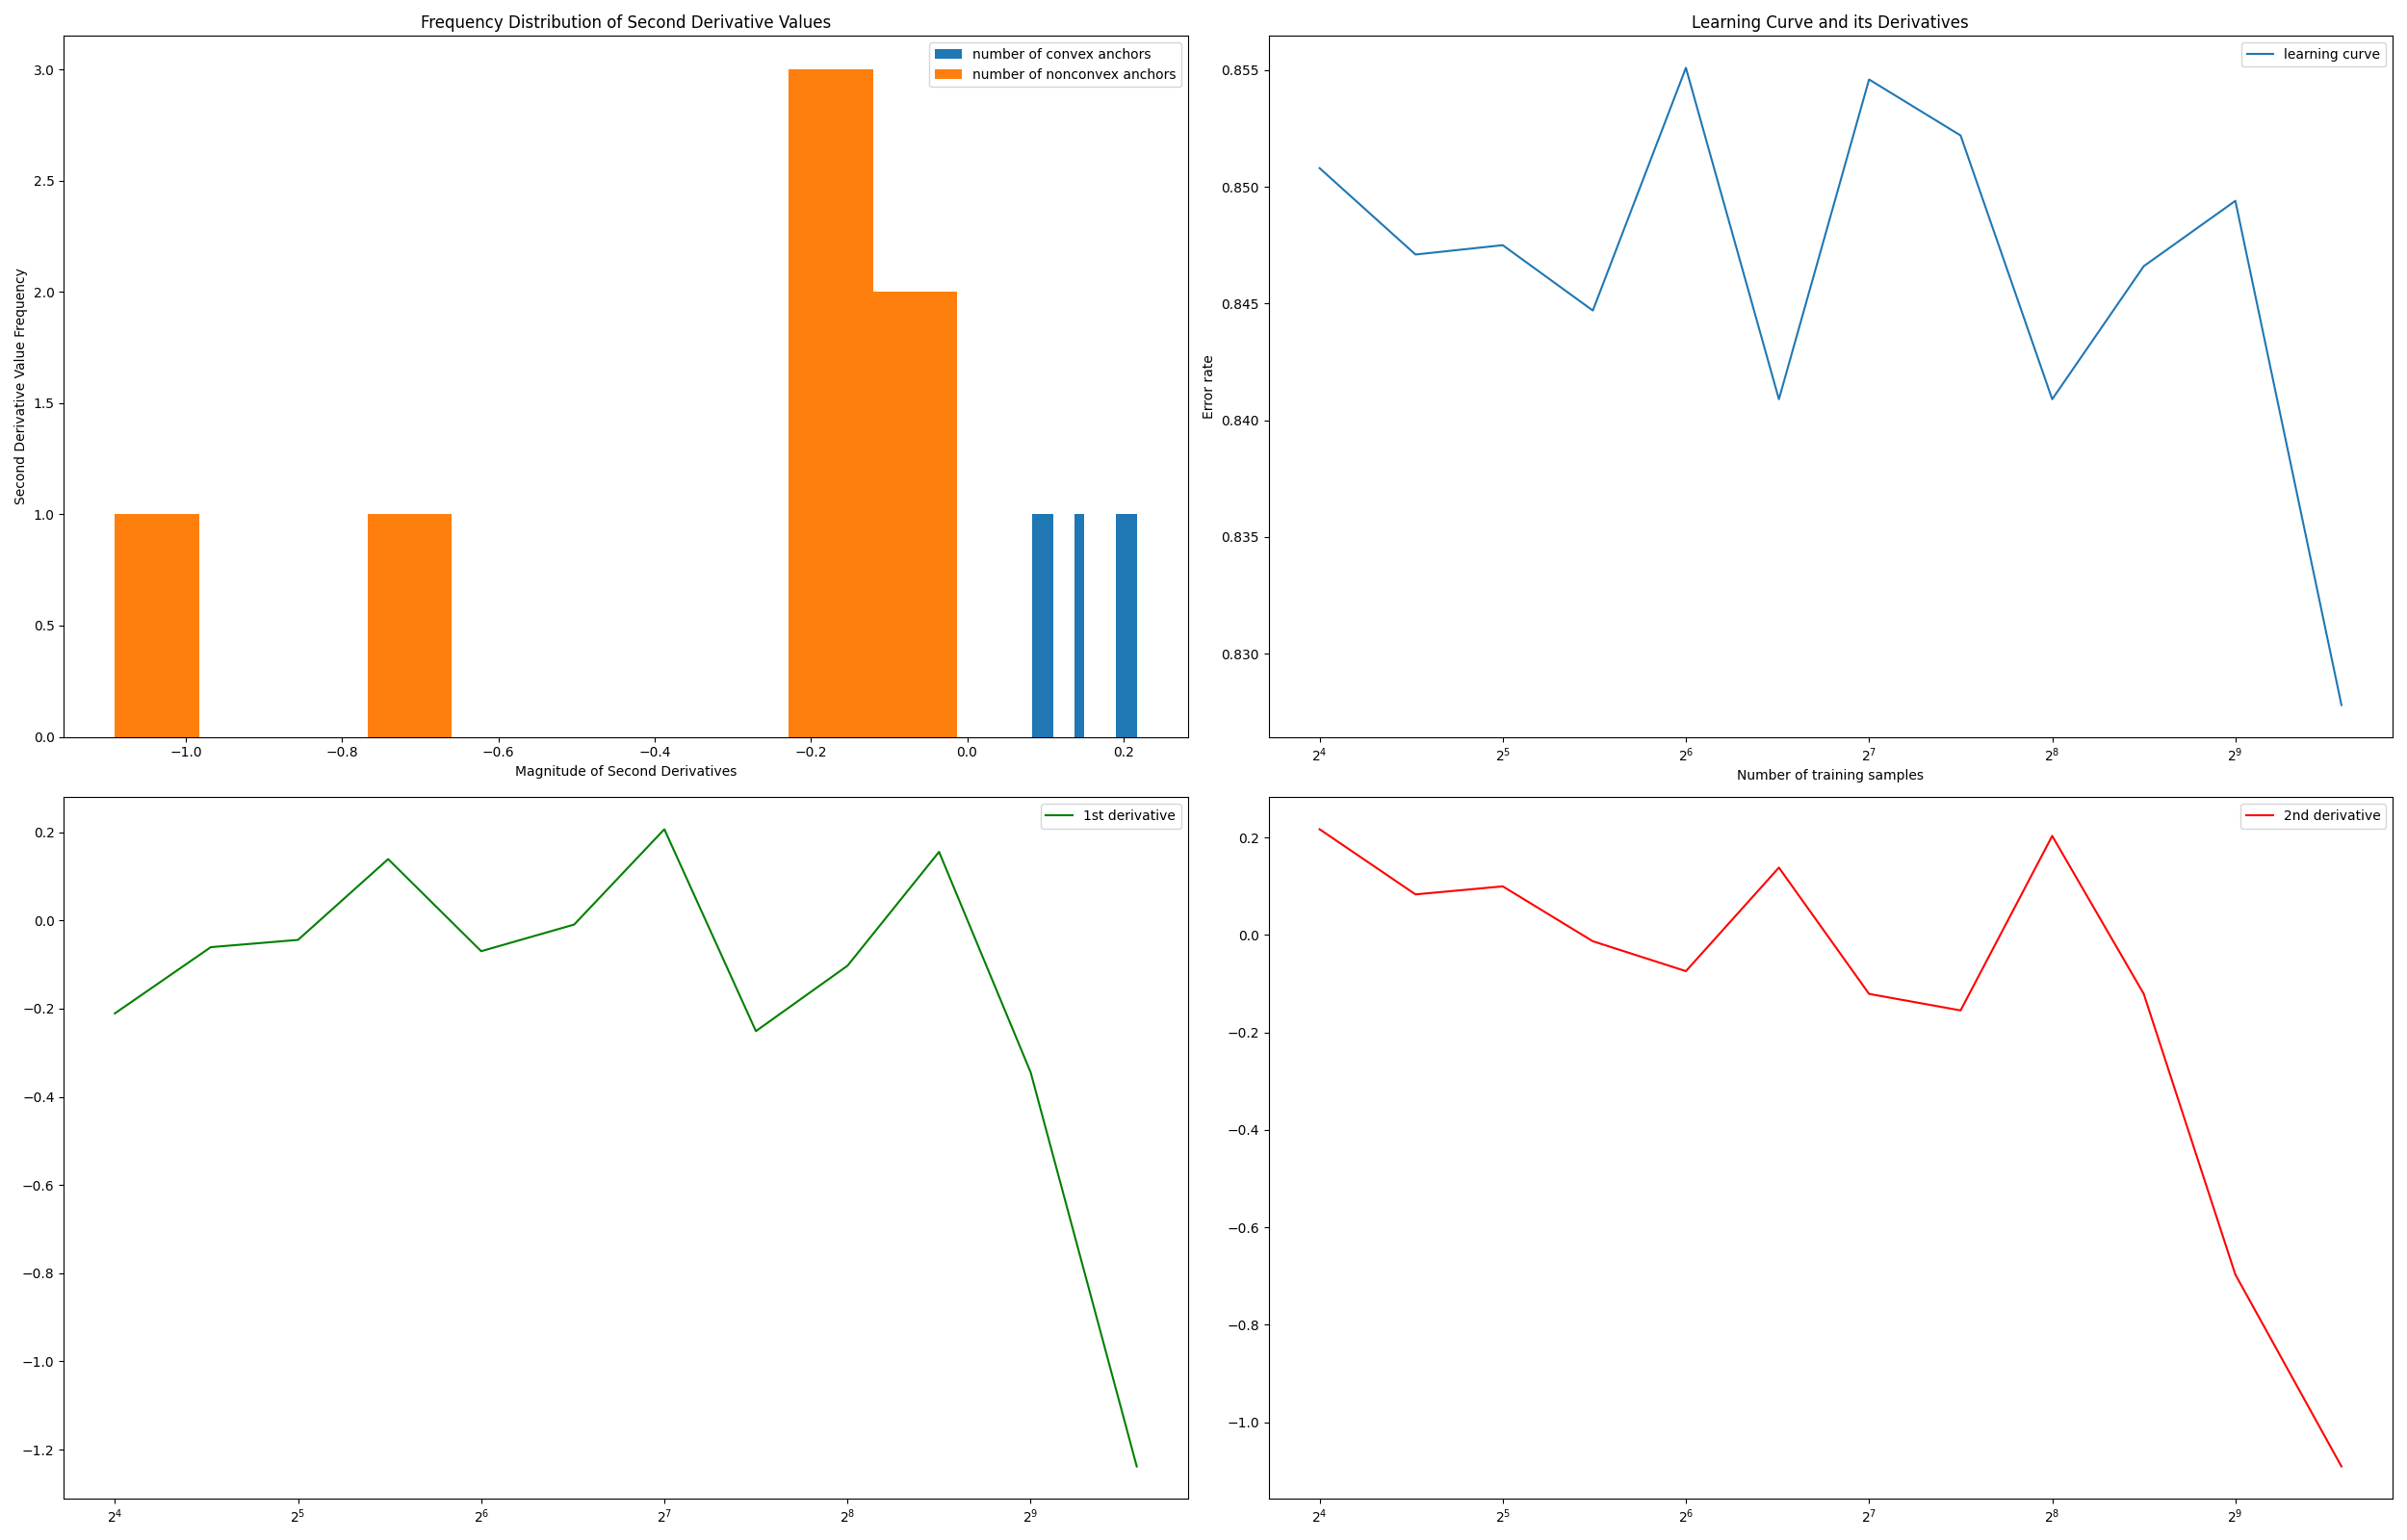 Frequency Distribution of Second Derivative Values
number of convex anchors
number of nonconvex anchors
Second Derivative Value Frequency
3.0
2.5
2.0
1.5
1.0
0.5
0.0
−1.0 −0.8 −0.6 −0.4 −0.2 0.0 0.2
Magnitude of Second Derivatives
Learning Curve and its Derivatives
learning curve
Error rate
0.855
0.850
0.845
0.840
0.835
0.830
2⁴ 2⁵ 2⁶ 2⁷ 2⁸ 2⁹
Number of training samples
1st derivative
0.2
0.0
−0.2
−0.4
−0.6
−0.8
−1.0
−1.2
2⁴ 2⁵ 2⁶ 2⁷ 2⁸ 2⁹
2nd derivative
0.2
0.0
−0.2
−0.4
−0.6
−0.8
−1.0
2⁴ 2⁵ 2⁶ 2⁷ 2⁸ 2⁹